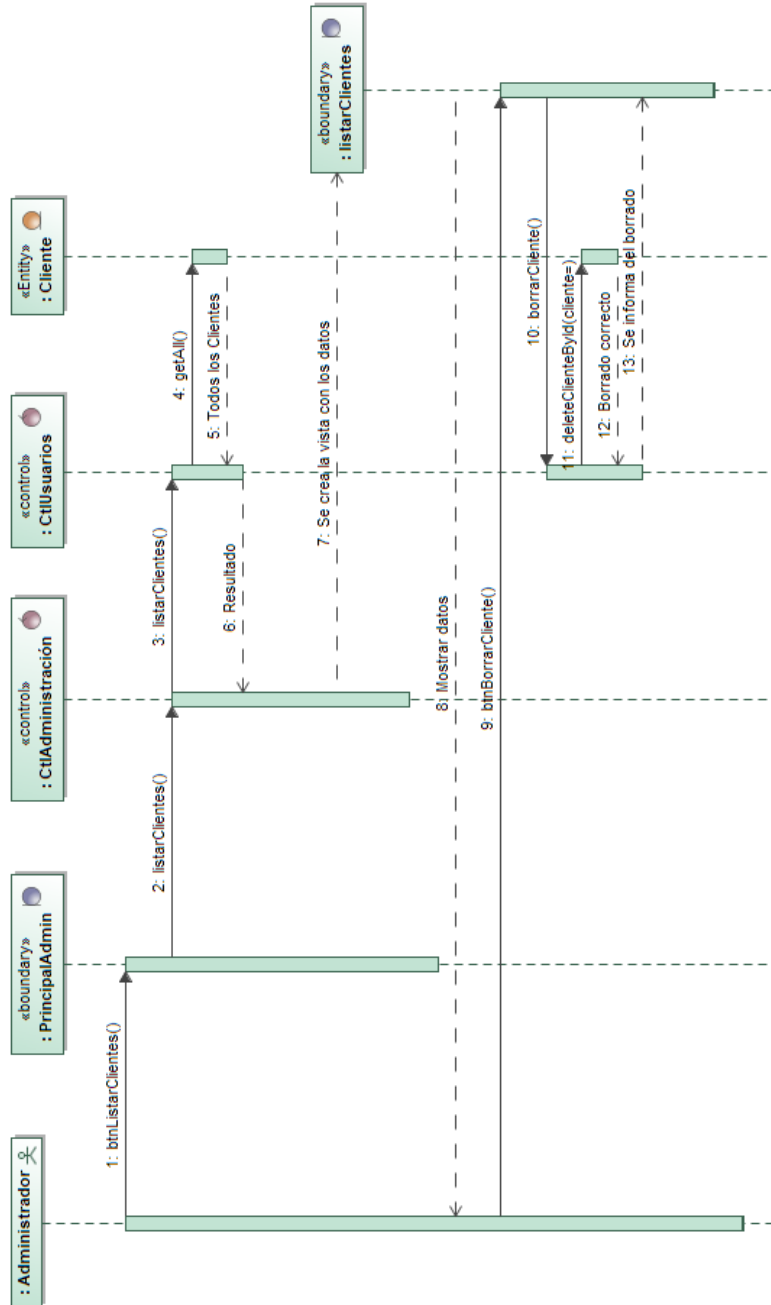 : Administrador
«boundary»
: PrincipalAdmin
«control»
: CtlAdministración
«control»
: CtlUsuarios
«Entity»
: Cliente
«boundary»
: listarClientes
1: btnListarClientes()
2: listarClientes()
3: listarClientes()
4: getAll()
5: Todos los Clientes
6: Resultado
7: Se crea la vista con los datos
8: Mostrar datos
9: btnBorrarCliente()
10: borrarCliente()
11: deleteClienteById(cliente=)
12: Borrado correcto
13: Se informa del borrado